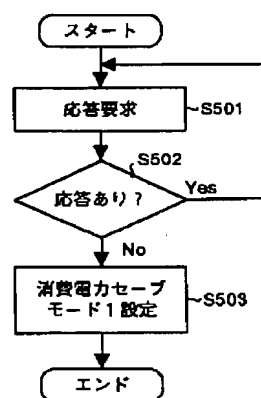 スタート
応答要求
S501
S502
応答あり?
Yes
No
消費電力セーブ
モード1設定
S503
エンド